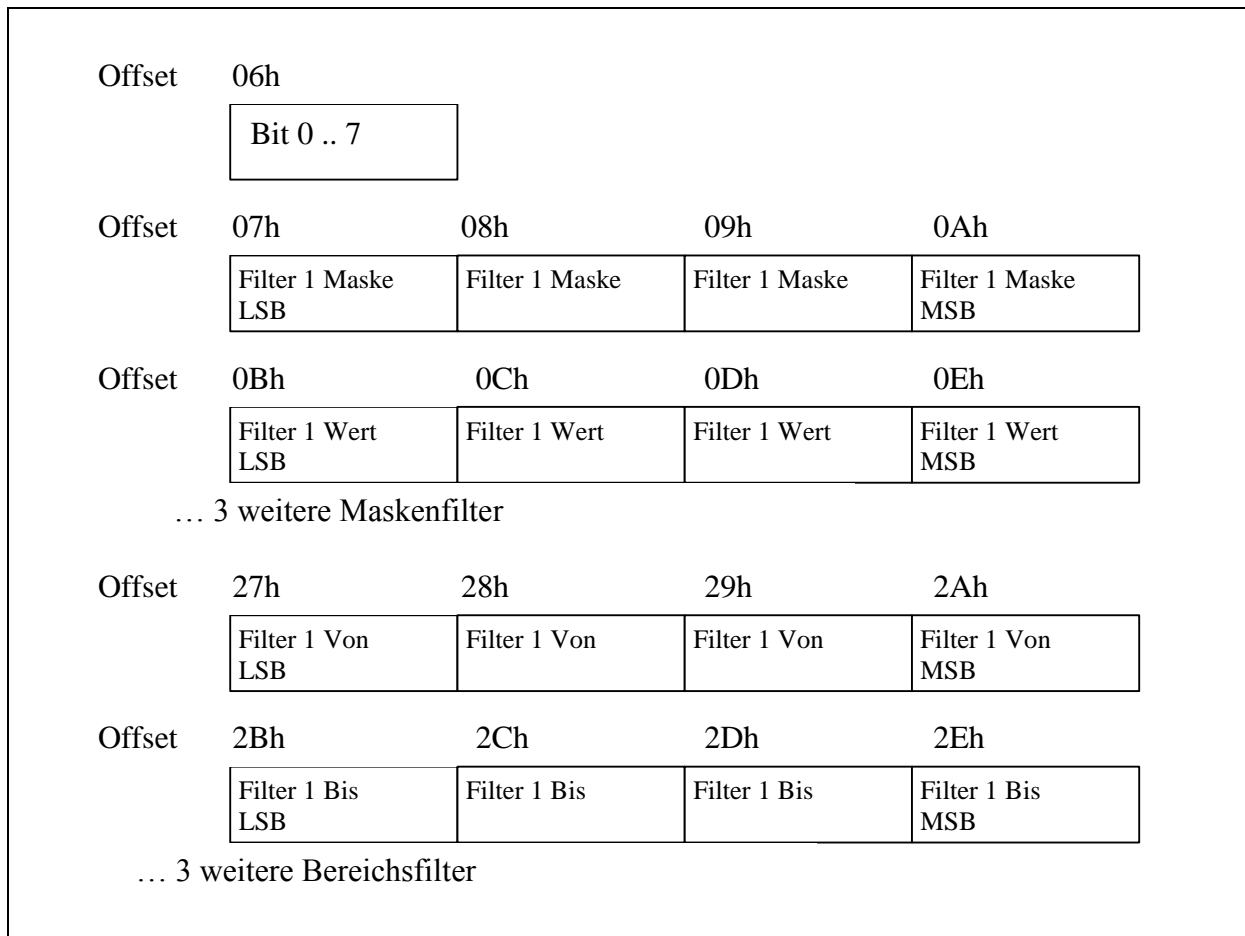 Offset 06h
Bit 0 .. 7
Offset 07h 08h 09h 0Ah
Filter 1 Maske Filter 1 Maske Filter 1 Maske Filter 1 Maske
LSB MSB
Offset 0Bh 0Ch 0Dh 0Eh
Filter 1 Wert Filter 1 Wert Filter 1 Wert Filter 1 Wert
LSB MSB
… 3 weitere Maskenfilter
Offset 27h 28h 29h 2Ah
Filter 1 Von Filter 1 Von Filter 1 Von Filter 1 Von
LSB MSB
Offset 2Bh 2Ch 2Dh 2Eh
Filter 1 Bis Filter 1 Bis Filter 1 Bis Filter 1 Bis
LSB MSB
… 3 weitere Bereichsfilter